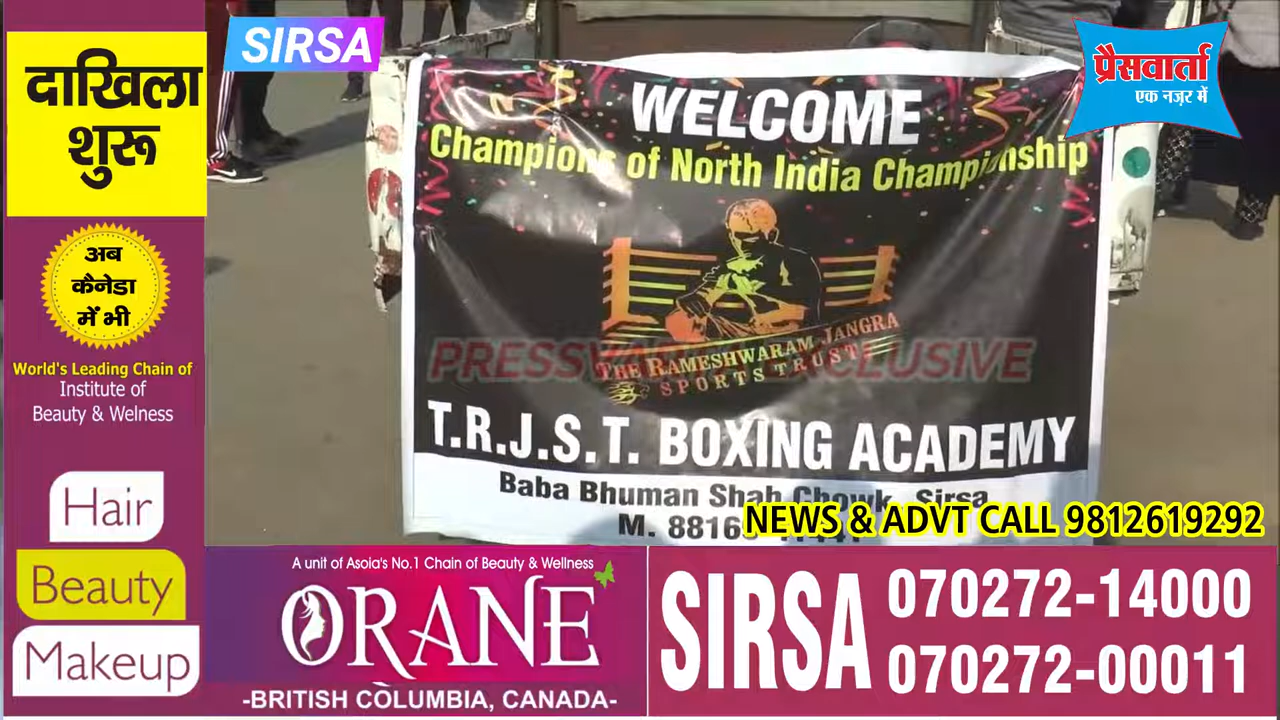 दाखिला
शुरू
अब
कैनेडा
में भी
World's Leading Chain of
Institute of
Beauty & Welness
Hair
Beauty
Makeup
SIRSA
प्रैसवार्ता
एक नज़र में
WELCOME
Champions of North India Championship
THE RAMESHWARAM JANGRA
SPORTS TRUST
PRESSVARTA EXCLUSIVE
T.R.J.S.T. BOXING ACADEMY
Baba Bhuman Shah Chowk, Sirsa
M.
NEWS & ADVT CALL 9812619292
A unit of Asoia's No.1 Chain of Beauty & Wellness
ORANE
-BRITISH COLUMBIA, CANADA-
SIRSA
070272-14000
070272-00011